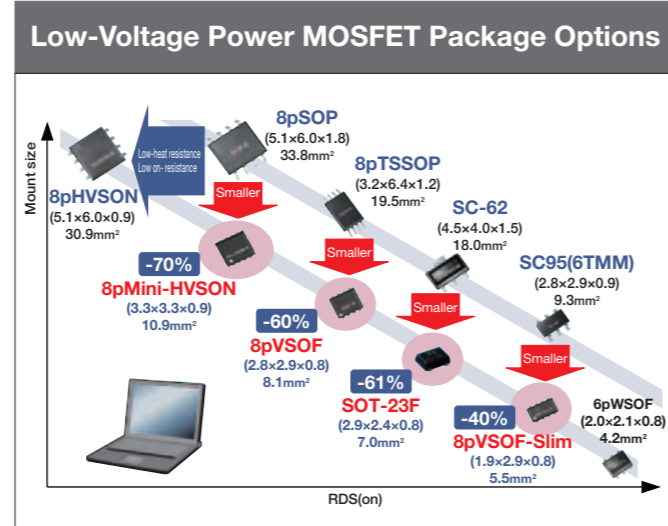 Low-Voltage Power MOSFET Package Options
Mount size
8pHVSON
(5.1×6.0×0.9)
30.9mm²
Low-heat resistance
Low on- resistance
8pSOP
(5.1×6.0×1.8)
33.8mm²
Smaller
-70%
8pMini-HVSON
(3.3×3.3×0.9)
10.9mm²
8pTSSOP
(3.2×6.4×1.2)
19.5mm²
Smaller
-60%
8pVSOF
(2.8×2.9×0.8)
8.1mm²
SC-62
(4.5×4.0×1.5)
18.0mm²
Smaller
-61%
SOT-23F
(2.9×2.4×0.8)
7.0mm²
SC95(6TMM)
(2.8×2.9×0.9)
9.3mm²
Smaller
-40%
8pVSOF-Slim
(1.9×2.9×0.8)
5.5mm²
6pWSOF
(2.0×2.1×0.8)
4.2mm²
RDS(on)